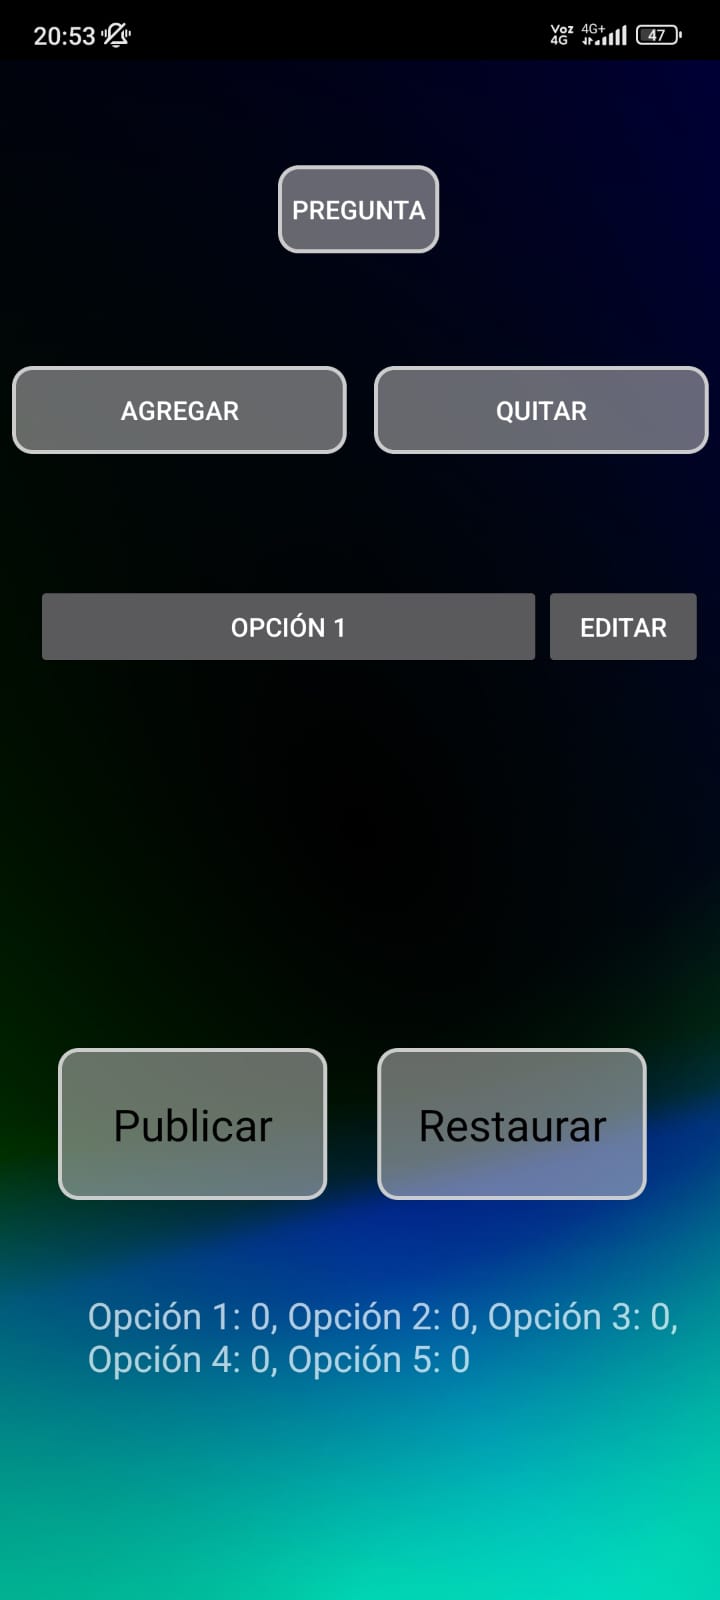 20:53 Voz 4G 4G+ 47
PREGUNTA
AGREGAR QUITAR
OPCIÓN 1 EDITAR
Publicar Restaurar
Opción 1: 0, Opción 2: 0, Opción 3: 0,
Opción 4: 0, Opción 5: 0